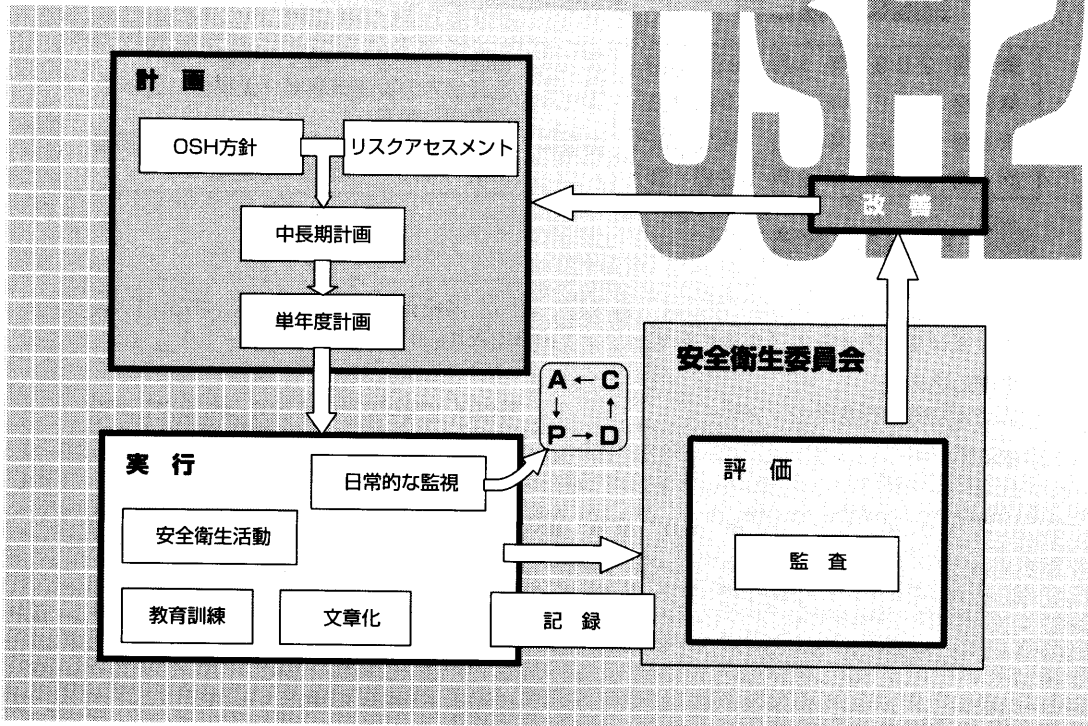 OSH2
計 画
OSH方針
リスクアセスメント
中長期計画
単年度計画
改 善
安全衛生委員会
A ← C
↓ ↑
P → D
実 行
日常的な監視
安全衛生活動
教育訓練
文章化
記 録
評 価
監 査